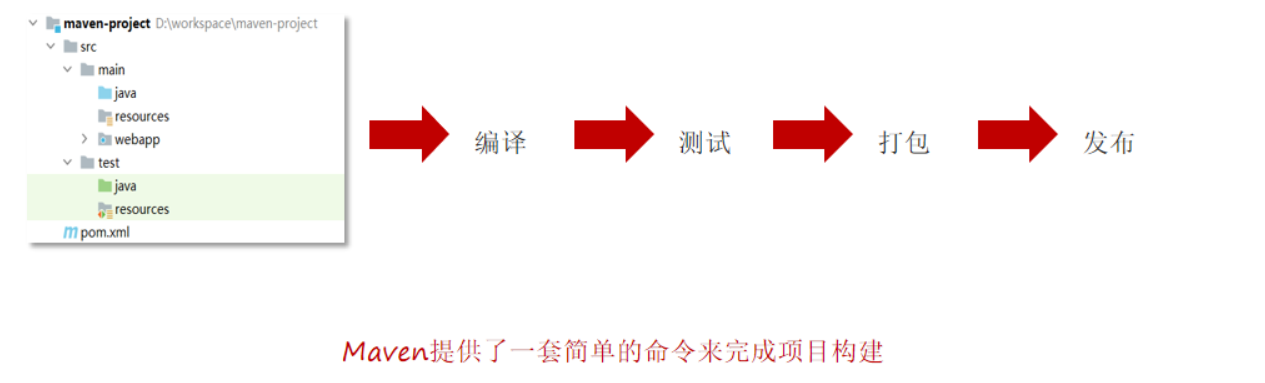 maven-project D:\workspace\maven-project
src
main
java
resources
webapp
test
java
resources
pom.xml
编译
测试
打包
发布
Maven提供了一套简单的命令来完成项目构建